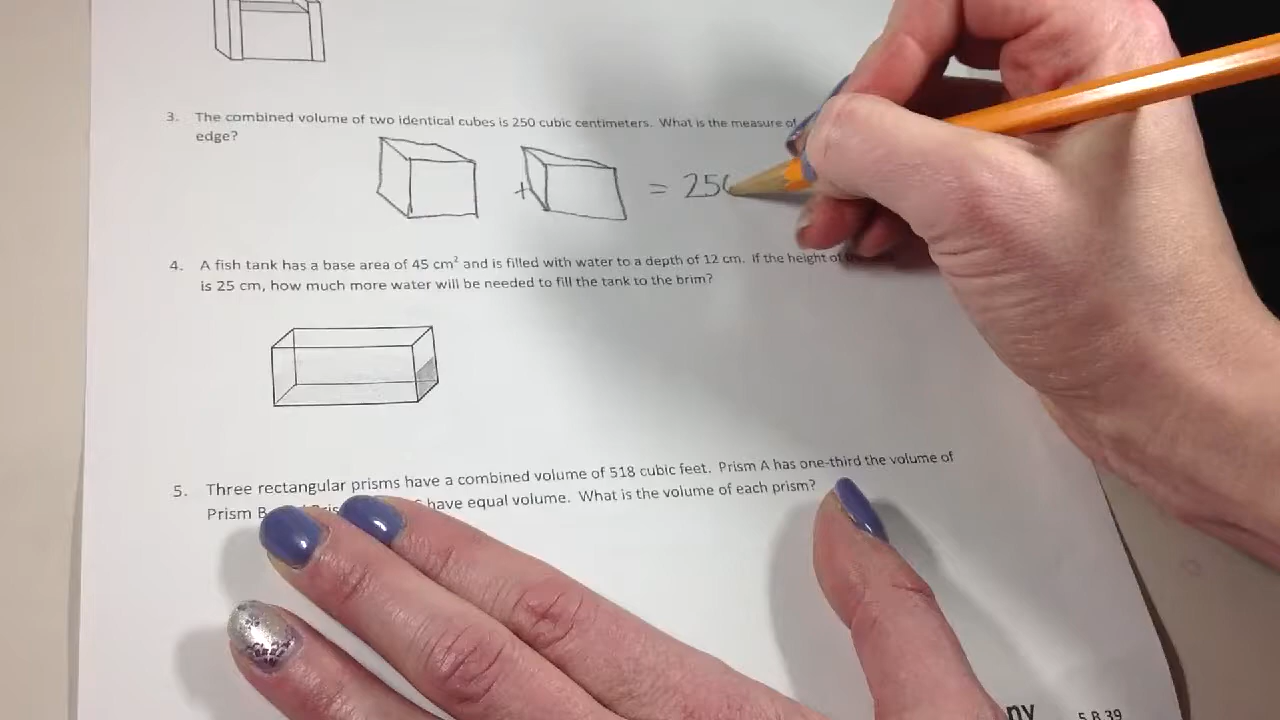 3. The combined volume of two identical cubes is 250 cubic centimeters. What is the measure of
edge?
+ = 250
4. A fish tank has a base area of 45 cm² and is filled with water to a depth of 12 cm. If the height of
is 25 cm, how much more water will be needed to fill the tank to the brim?
5. Three rectangular prisms have a combined volume of 518 cubic feet. Prism A has one-third the volume of
Prism B have equal volume. What is the volume of each prism?
ny 5.B.39